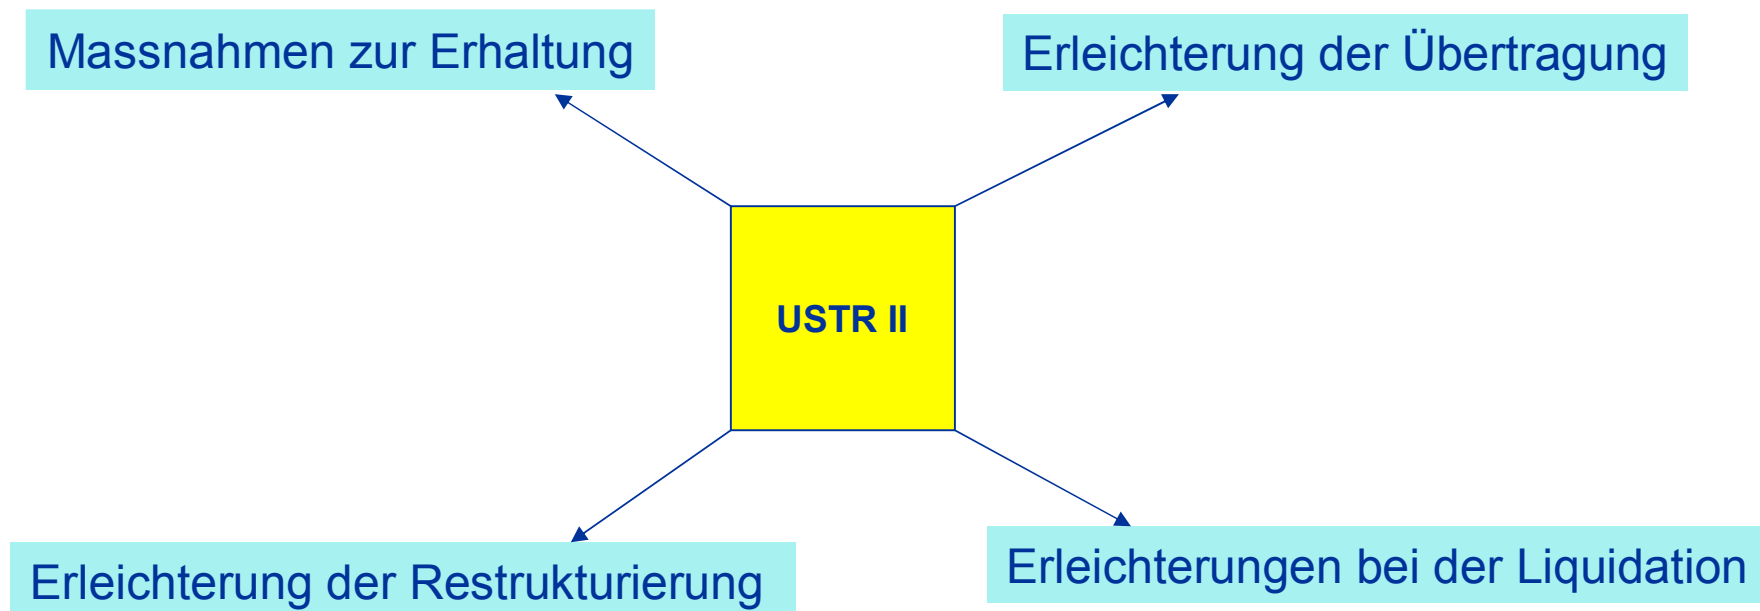 Massnahmen zur Erhaltung
Erleichterung der Übertragung
USTR II
Erleichterung der Restrukturierung
Erleichterungen bei der Liquidation